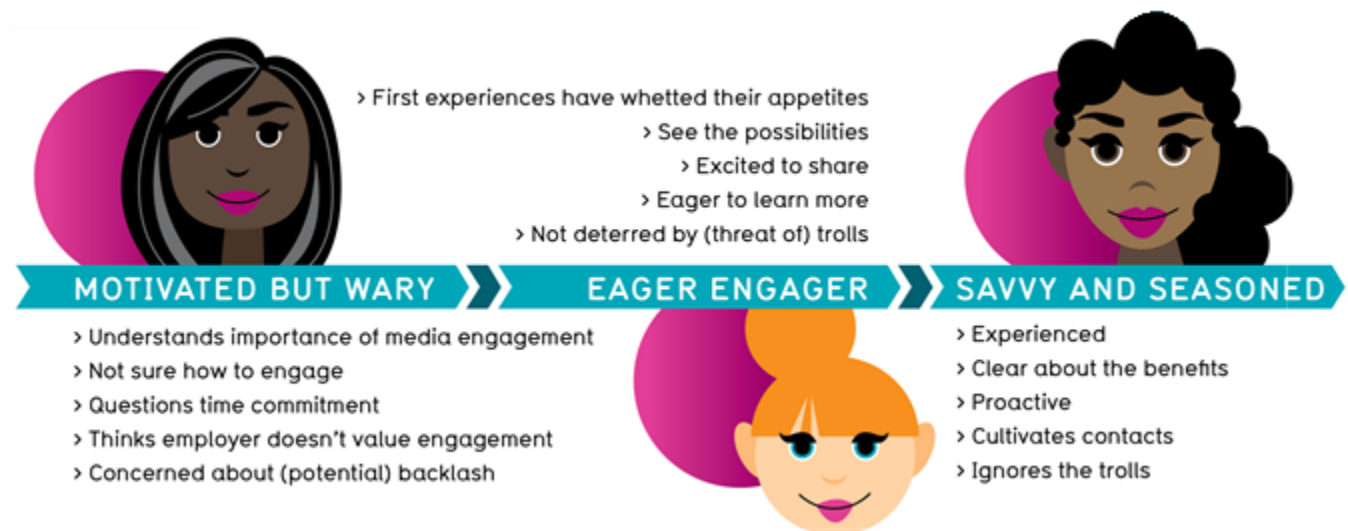 > First experiences have whetted their appetites
> See the possibilities
> Excited to share
> Eager to learn more
> Not deterred by (threat of) trolls
MOTIVATED BUT WARY
EAGER ENGAGER
SAVVY AND SEASONED
> Understands importance of media engagement
> Not sure how to engage
> Questions time commitment
> Thinks employer doesn't value engagement
> Concerned about (potential) backlash
> Experienced
> Clear about the benefits
> Proactive
> Cultivates contacts
> Ignores the trolls